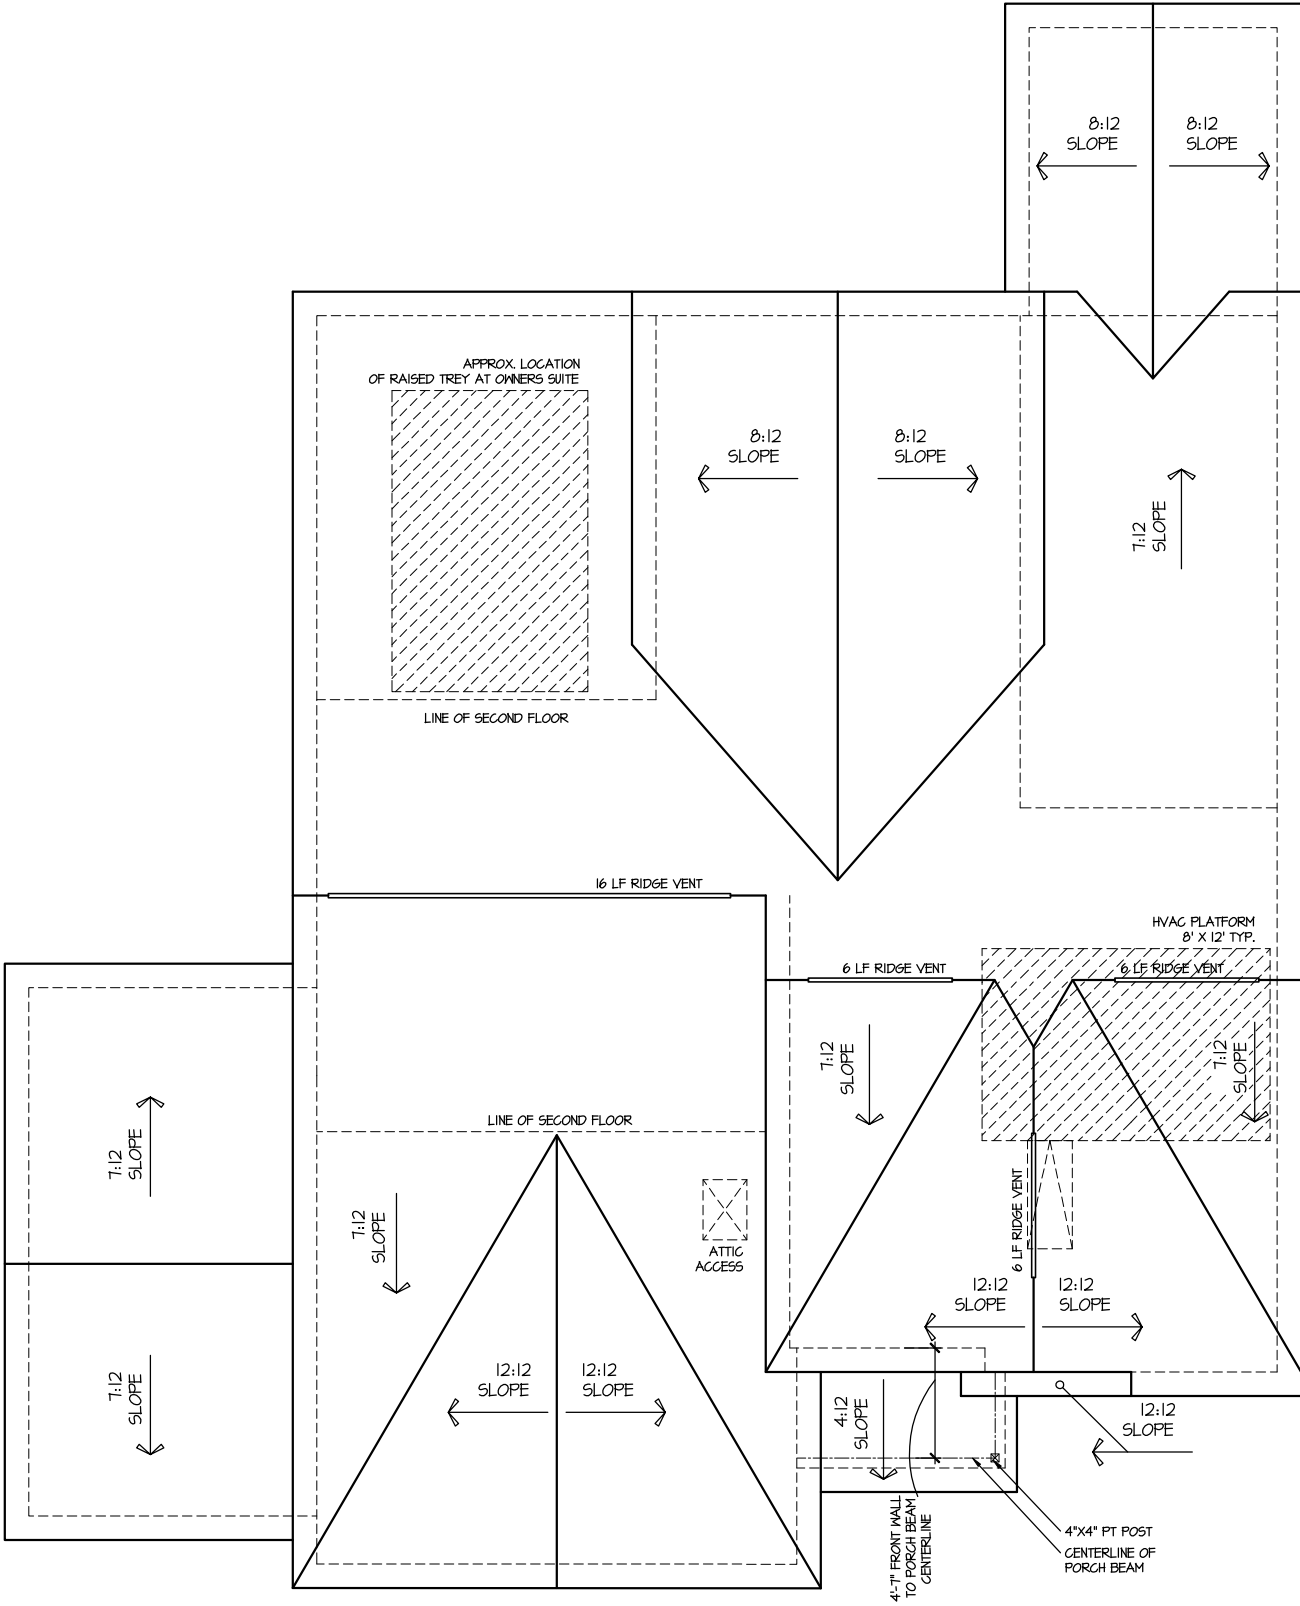 8:12
SLOPE
8:12
SLOPE
APPROX. LOCATION
OF RAISED TREY AT OWNERS SUITE
8:12
SLOPE
8:12
SLOPE
7:12
SLOPE
LINE OF SECOND FLOOR
16 LF RIDGE VENT
HVAC PLATFORM
8' X 12' TYP.
6 LF RIDGE VENT
6 LF RIDGE VENT
7:12
SLOPE
7:12
SLOPE
LINE OF SECOND FLOOR
7:12
SLOPE
7:12
SLOPE
ATTIC
ACCESS
6 LF RIDGE VENT
12:12
SLOPE
12:12
SLOPE
7:12
SLOPE
12:12
SLOPE
12:12
SLOPE
4:12
SLOPE
12:12
SLOPE
4'-7" FRONT WALL
TO PORCH BEAM
CENTERLINE
4"X4" PT POST
CENTERLINE OF
PORCH BEAM